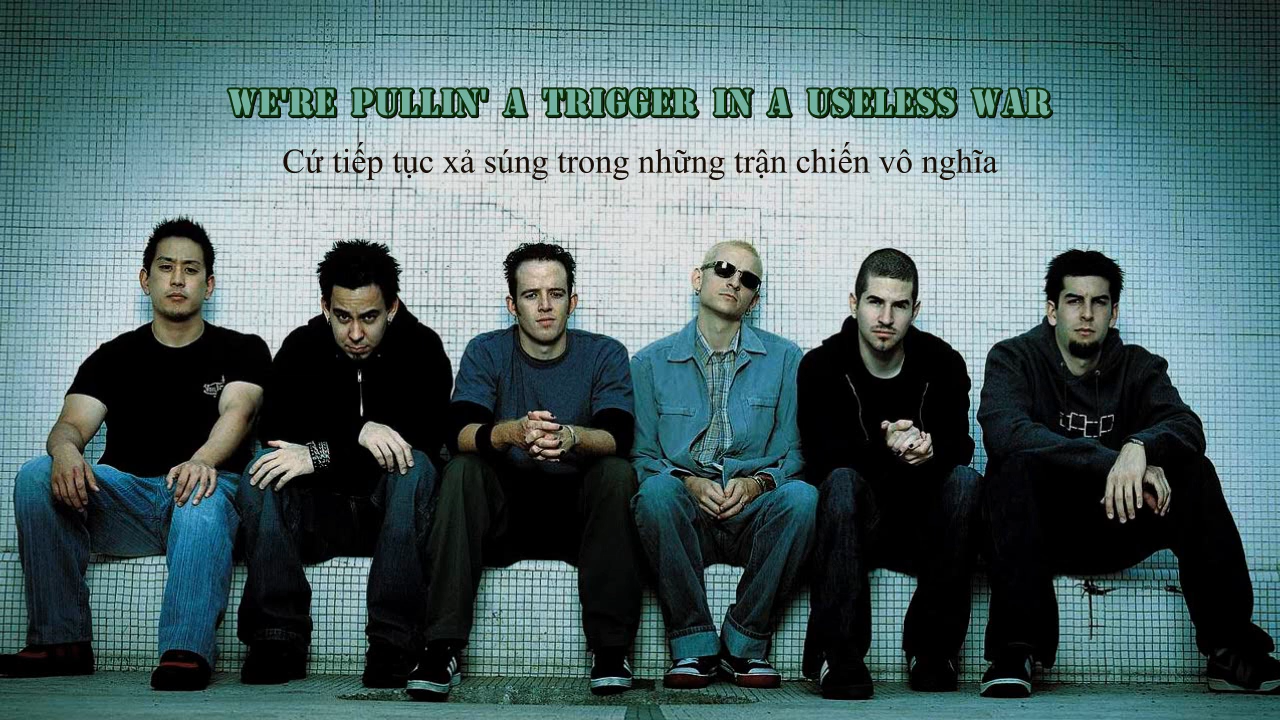 WE'RE PULLIN' A TRIGGER IN A USELESS WAR
Cứ tiếp tục xả súng trong những trận chiến vô nghĩa